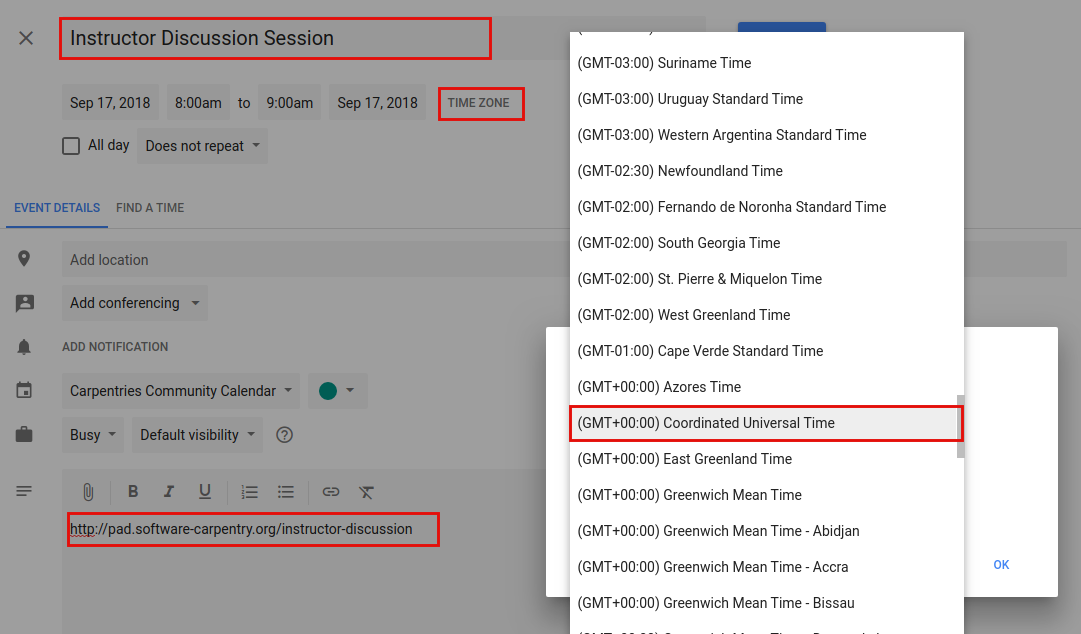 Instructor Discussion Session
Sep 17, 2018 8:00am to 9:00am Sep 17, 2018 TIME ZONE
All day Does not repeat
EVENT DETAILS FIND A TIME
Add location
Add conferencing
ADD NOTIFICATION
Carpentries Community Calendar
Busy Default visibility ?
B I U
http://pad.software-carpentry.org/instructor-discussion
(GMT-03:00) Suriname Time
(GMT-03:00) Uruguay Standard Time
(GMT-03:00) Western Argentina Standard Time
(GMT-02:30) Newfoundland Time
(GMT-02:00) Fernando de Noronha Standard Time
(GMT-02:00) South Georgia Time
(GMT-02:00) St. Pierre & Miquelon Time
(GMT-02:00) West Greenland Time
(GMT-01:00) Cape Verde Standard Time
(GMT+00:00) Azores Time
(GMT+00:00) Coordinated Universal Time
(GMT+00:00) East Greenland Time
(GMT+00:00) Greenwich Mean Time
(GMT+00:00) Greenwich Mean Time - Abidjan
(GMT+00:00) Greenwich Mean Time - Accra
(GMT+00:00) Greenwich Mean Time - Bissau
OK